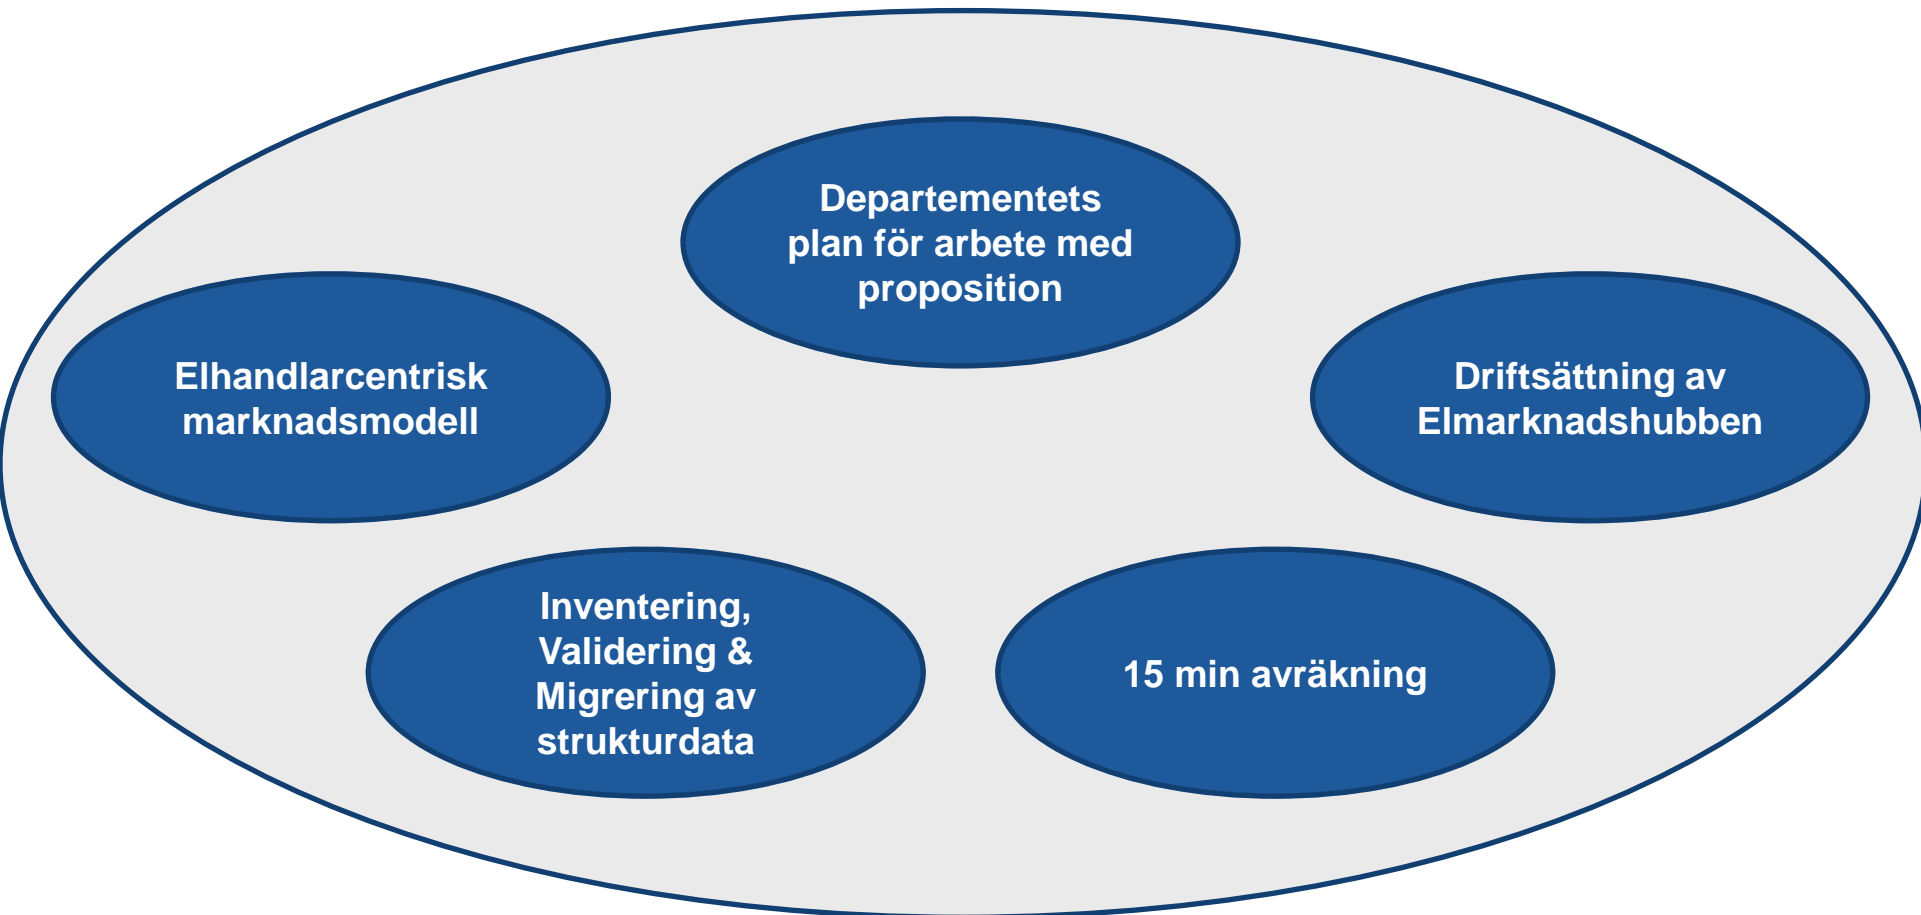 Departementets
plan för arbete med
proposition
Elhandlarcentrisk
marknadsmodell
Driftsättning av
Elmarknadshubben
Inventering,
Validering &
Migrering av
strukturdata
15 min avräkning